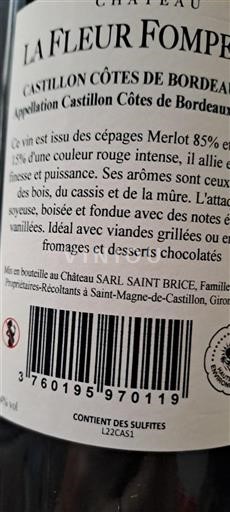 CHATEAU
LA FLEUR FOMPE
CASTILLON CÔTES DE BORDEAU
Appellation Castillon Côtes de Bordeaux
Ce vin est issu des cépages Merlot 85% et
15% d'une couleur rouge intense, il allie
finesse et puissance. Ses arômes sont ceux
des bois, du cassis et de la mûre. L'attaq
soyeuse, boisée et fondue avec des notes é
vanillées. Idéal avec viandes grillées ou en
fromages et desserts chocolatés
Mis en bouteille au Château SARL SAINT BRICE, Famille
Propriétaires-Récoltants à Saint-Magne-de-Castillon, Giron
VINTOU
3 760195 970119
% vol
CONTIENT DES SULFITES
L22CAS1